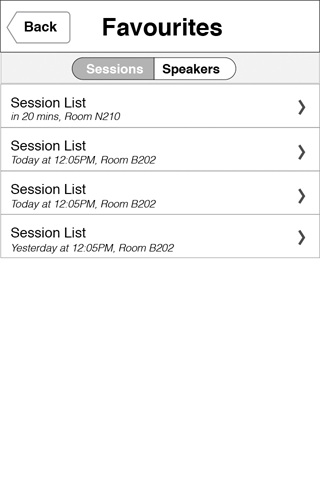 Back
Favourites
Sessions
Speakers
Session List
in 20 mins, Room N210
Session List
Today at 12:05PM, Room B202
Session List
Today at 12:05PM, Room B202
Session List
Yesterday at 12.05PM, Room B202